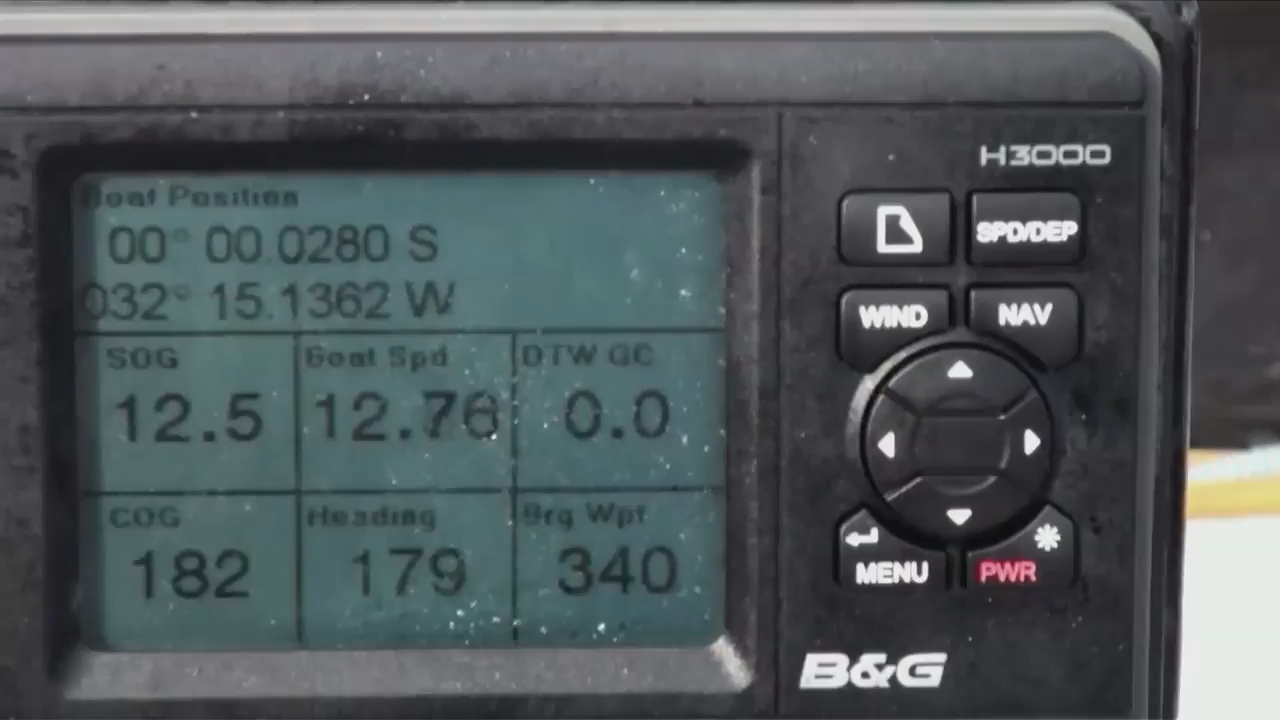 H3000
Boat Position
00° 00.0280 S
032° 15.1362 W
SOG Boat Spd DTW GC
12.5 12.76 0.0
COG Heading Brg Wpt
182 179 340
SPD/DEP
WIND NAV
MENU PWR
B&G